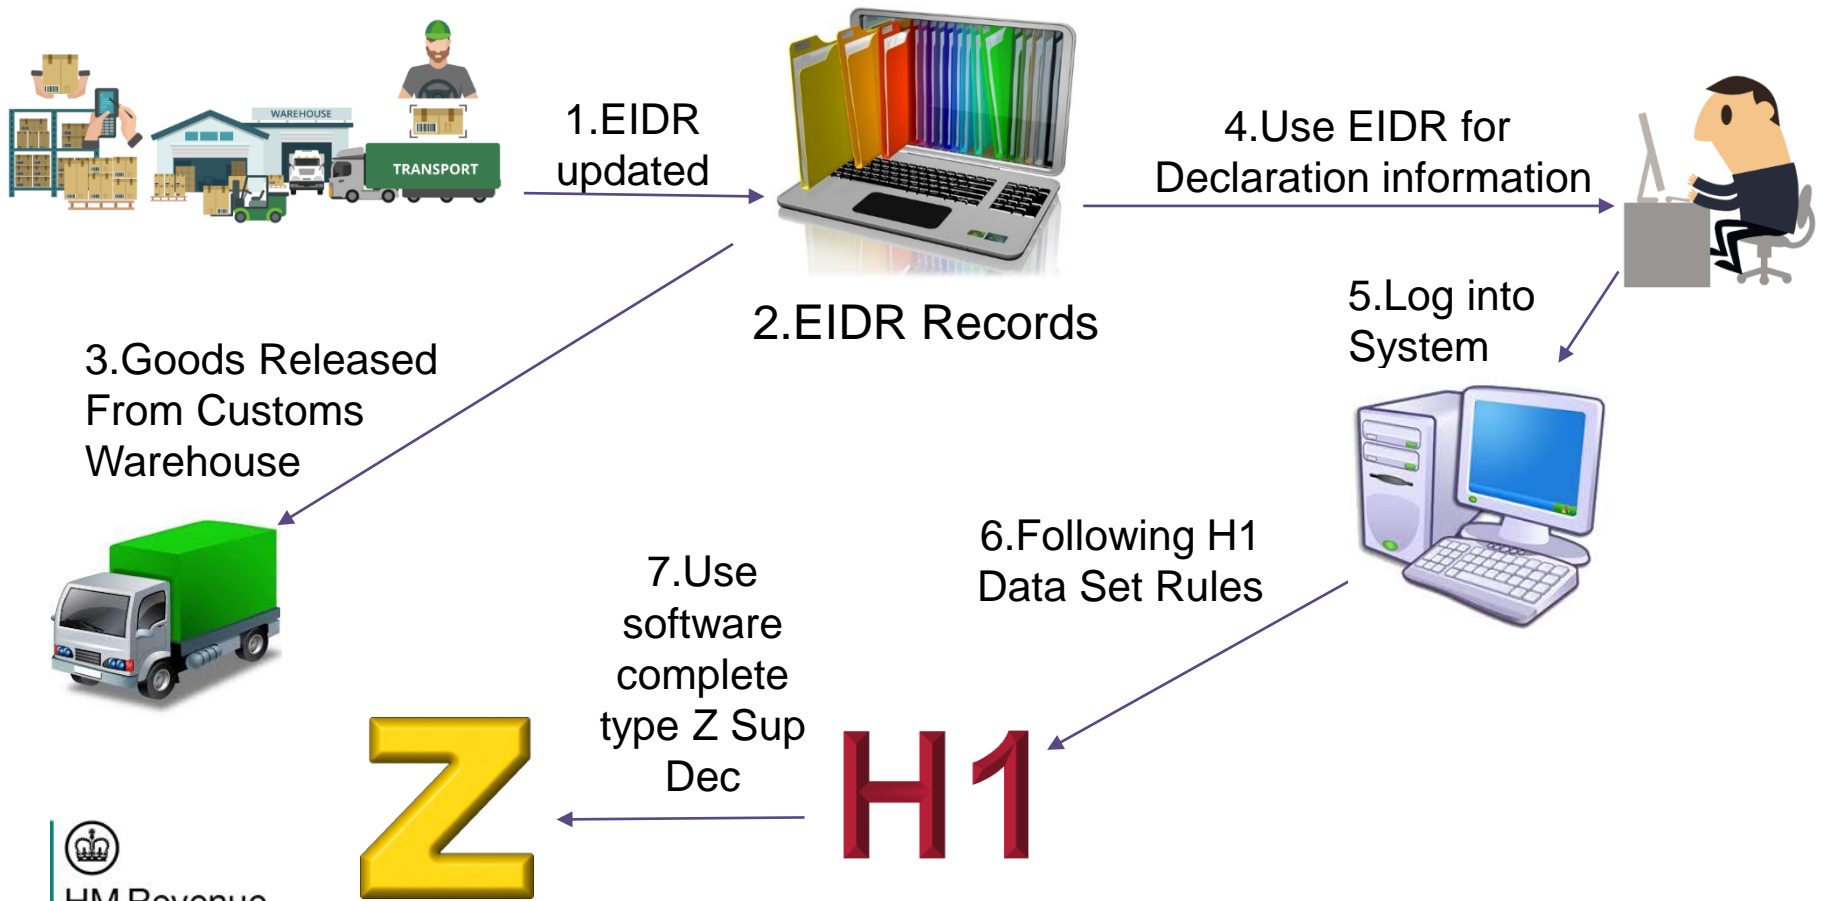 WAREHOUSE
TRANSPORT
1.EIDR
updated
2.EIDR Records
3.Goods Released
From Customs
Warehouse
4.Use EIDR for
Declaration information
5.Log into
System
6.Following H1
Data Set Rules
7.Use
software
complete
type Z Sup
Dec
Z
H1
HM Revenue